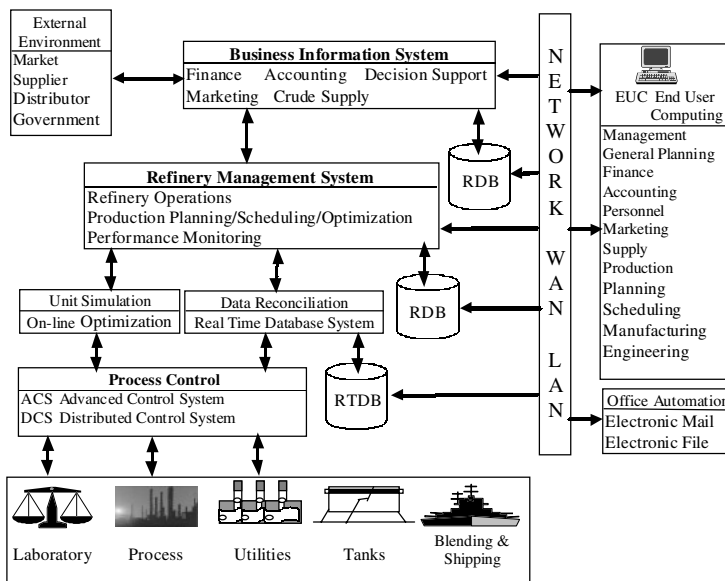 External
Environment
Market
Supplier
Distributor
Government
Business Information System
Finance Accounting Decision Support
Marketing Crude Supply
RDB
Refinery Management System
Refinery Operations
Production Planning/Scheduling/Optimization
Performance Monitoring
RDB
Unit Simulation
On-line Optimization
Data Reconciliation
Real Time Database System
RTDB
Process Control
ACS Advanced Control System
DCS Distributed Control System
Laboratory
Process
Utilities
Tanks
Blending &
Shipping
NETWORK WAN LAN
EUC End User
Computing
Management
General Planning
Finance
Accounting
Personnel
Marketing
Supply
Production
Planning
Scheduling
Manufacturing
Engineering
Office Automation
Electronic Mail
Electronic File